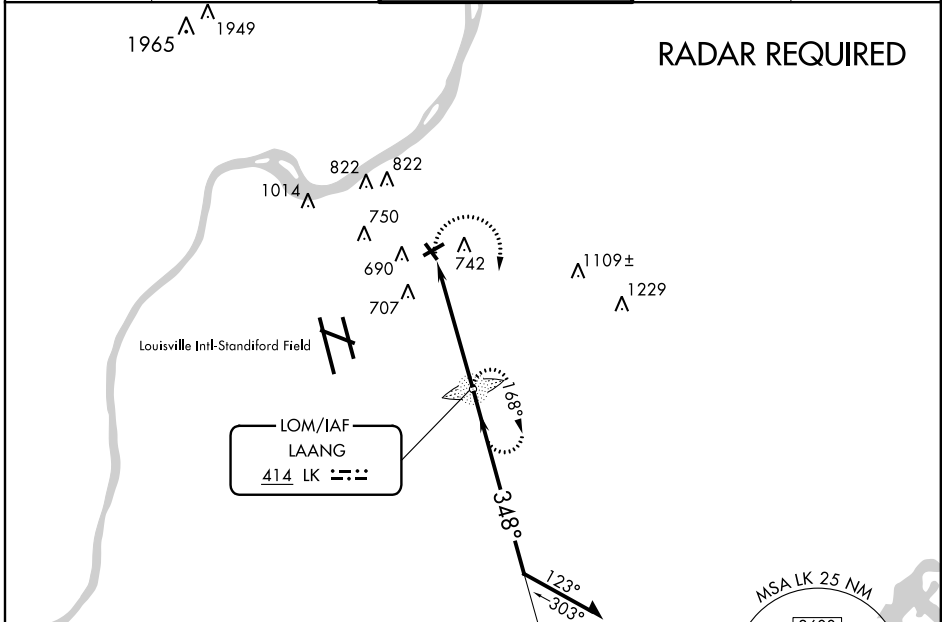 1965
1949
RADAR REQUIRED
822
822
1014
750
690
742
1109±
1229
707
Louisville Intl-Standiford Field
168°
LOM/IAF
LAANG
414 LK
348°
123°
303°
MSA LK 25 NM